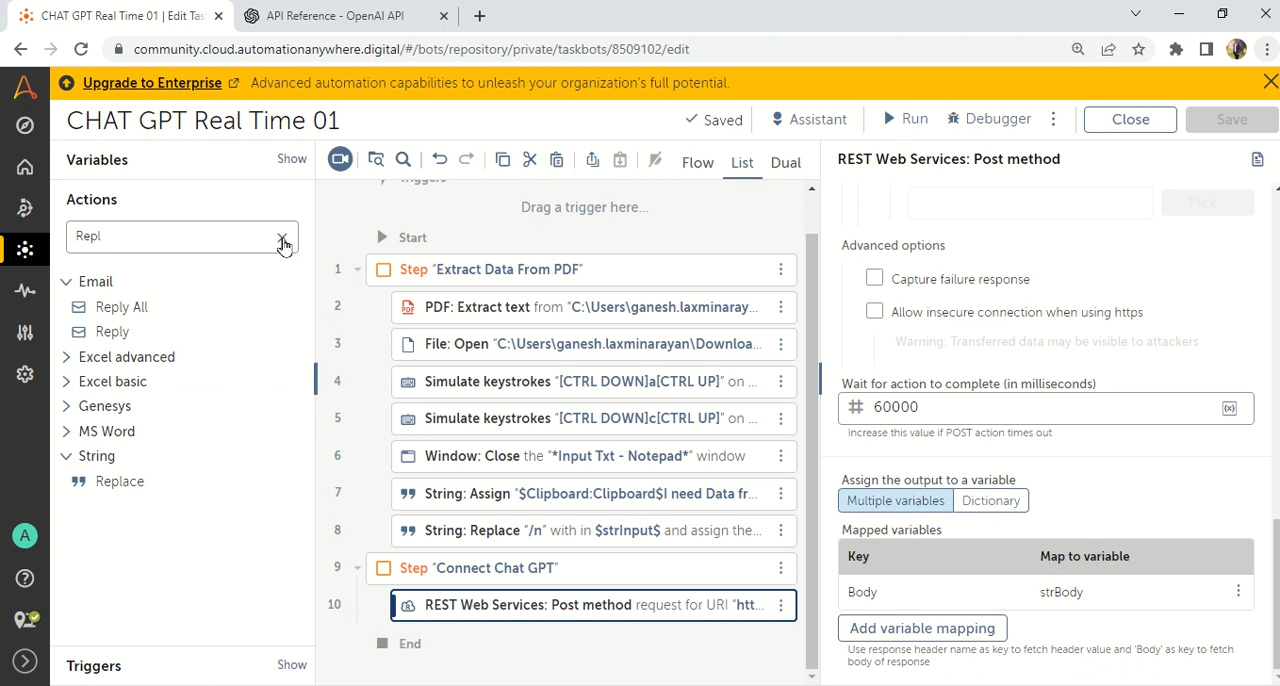 CHAT GPT Real Time 01 | Edit Tas
API Reference - OpenAI API
community.cloud.automationanywhere.digital/#/bots/repository/private/taskbots/8509102/edit
Upgrade to Enterprise Advanced automation capabilities to unleash your organization's full potential.
CHAT GPT Real Time 01
Saved
Assistant
Run
Debugger
Close
Save
Variables
Show
Actions
Repl
Email
Reply All
Reply
Excel advanced
Excel basic
Genesys
MS Word
String
Replace
Triggers
Show
Flow
List
Dual
Triggers
Drag a trigger here...
Start
1 Step "Extract Data From PDF"
2 PDF: Extract text from "C:\Users\ganesh.laxminaray...
3 File: Open "C:\Users\ganesh.laxminarayan\Downloa...
4 Simulate keystrokes "[CTRL DOWN]a[CTRL UP]" on ...
5 Simulate keystrokes "[CTRL DOWN]c[CTRL UP]" on ...
6 Window: Close the "*Input Txt - Notepad*" window
7 String: Assign "$Clipboard:Clipboard$I need Data fr...
8 String: Replace "/n" with in $strInput$ and assign the...
9 Step "Connect Chat GPT"
10 REST Web Services: Post method request for URI "htt...
End
REST Web Services: Post method
Pick...
Advanced options
Capture failure response
Allow insecure connection when using https
Warning: Transferred data may be visible to attackers
Wait for action to complete (in milliseconds)
# 60000 (x)
Increase this value if POST action times out
Assign the output to a variable
Multiple variables
Dictionary
Mapped variables
Key Map to variable
Body strBody
Add variable mapping
Use response header name as key to fetch header value and 'Body' as key to fetch
body of response
A